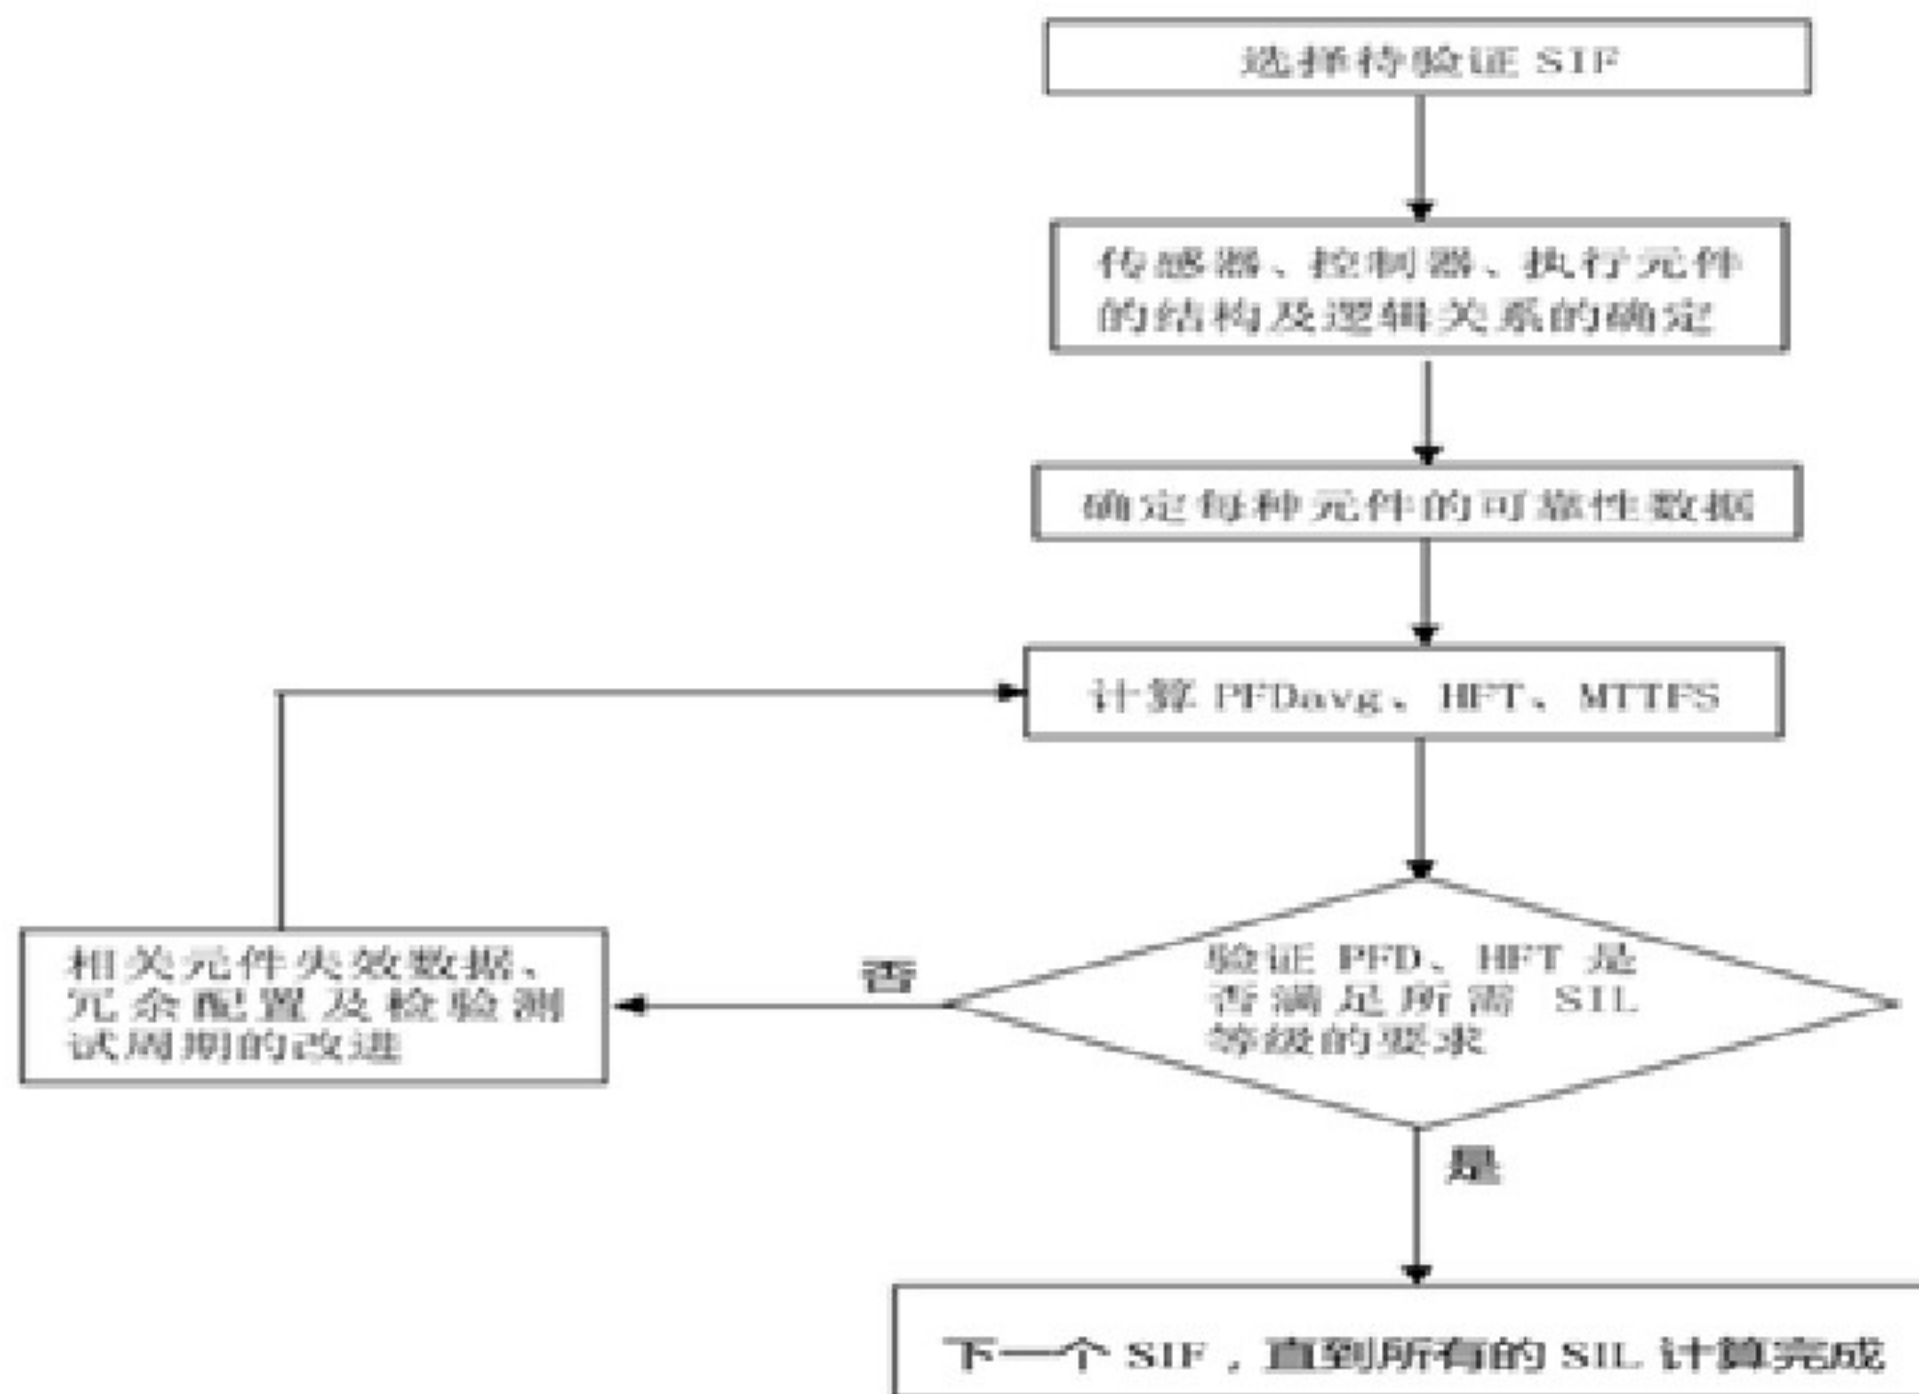 选择待验证 SIF
传感器、控制器、执行元件
的结构及逻辑关系的确定
确定每种元件的可靠性数据
计算 PFDavg、HFT、MTTFS
验证 PFD、HFT 是
否满足所需 SIL
等级的要求
否
相关元件失效数据、
冗余配置及检验测
试周期的改进
是
下一个 SIF，直到所有的 SIL 计算完成